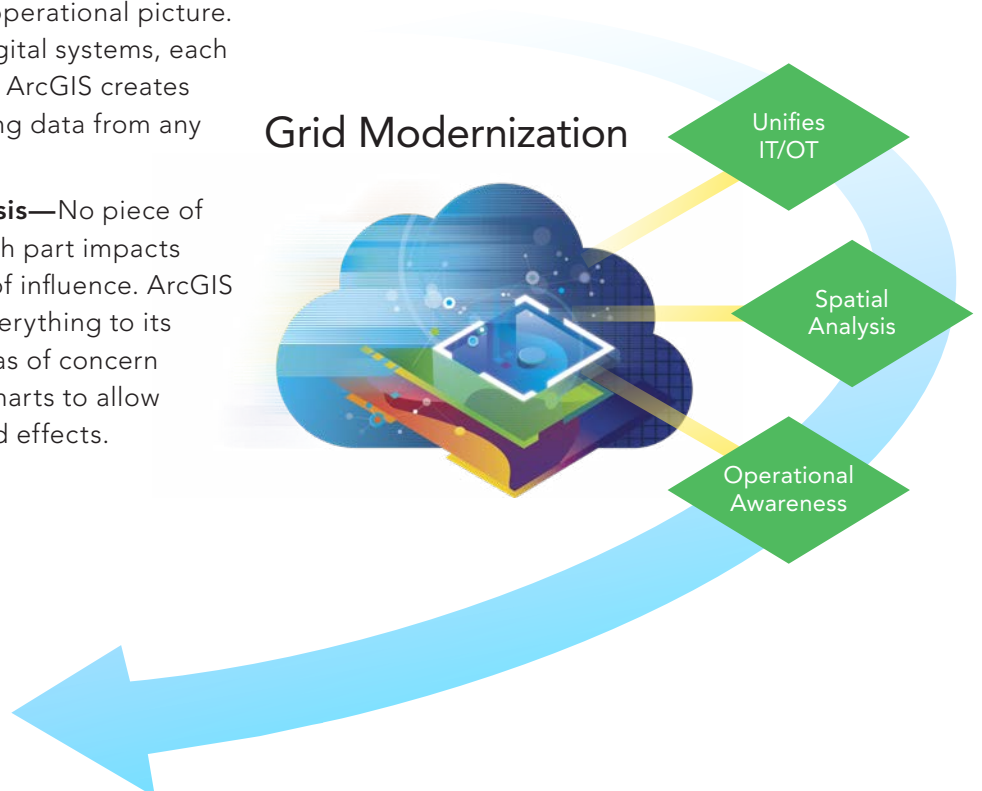 operational picture.
gital systems, each
ArcGIS creates
ng data from any
sis—No piece of
h part impacts
of influence. ArcGIS
erything to its
as of concern
harts to allow
d effects.
Grid Modernization
Unifies
IT/OT
Spatial
Analysis
Operational
Awareness